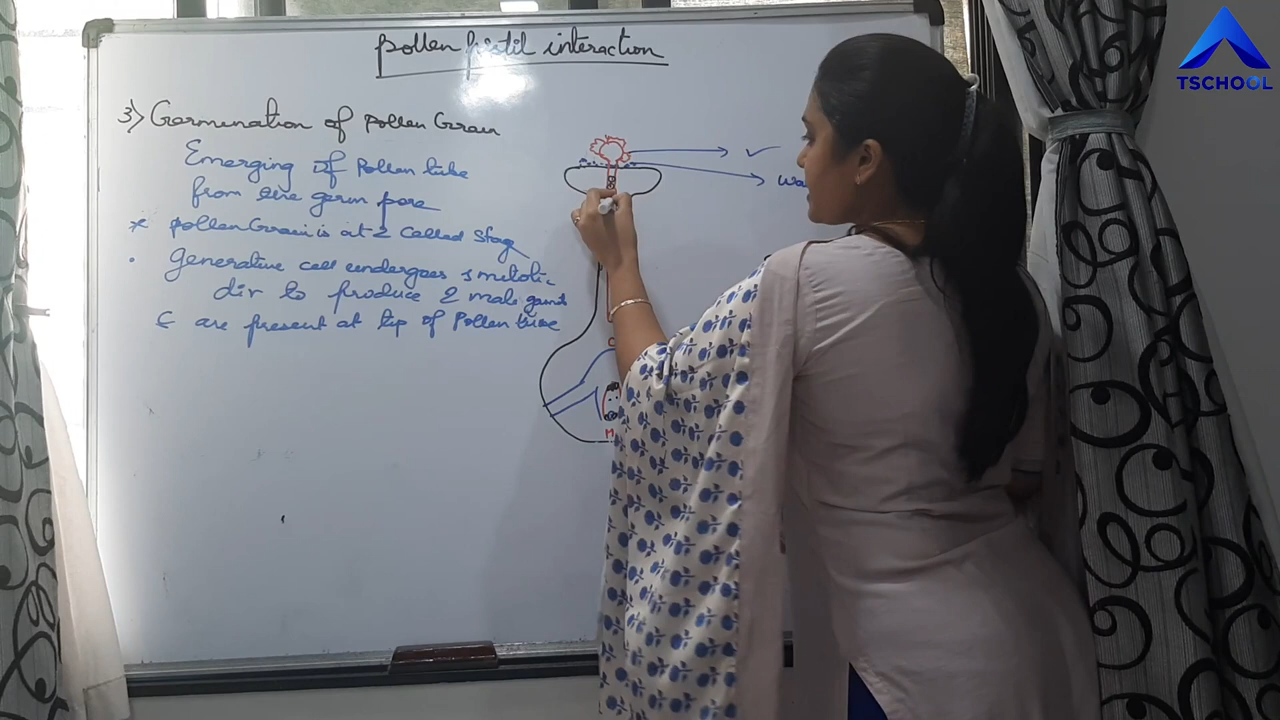 pollen pistil interaction
TSCHOOL
3) Germination of pollen Grain
Emerging of Pollen tube
from the germ pore
* pollen Grain is at 2 Celled Stage
• Generative cell undergoes 1 mitotic
div to produce 2 male
& are present at tip of Pollen tube
wa
M